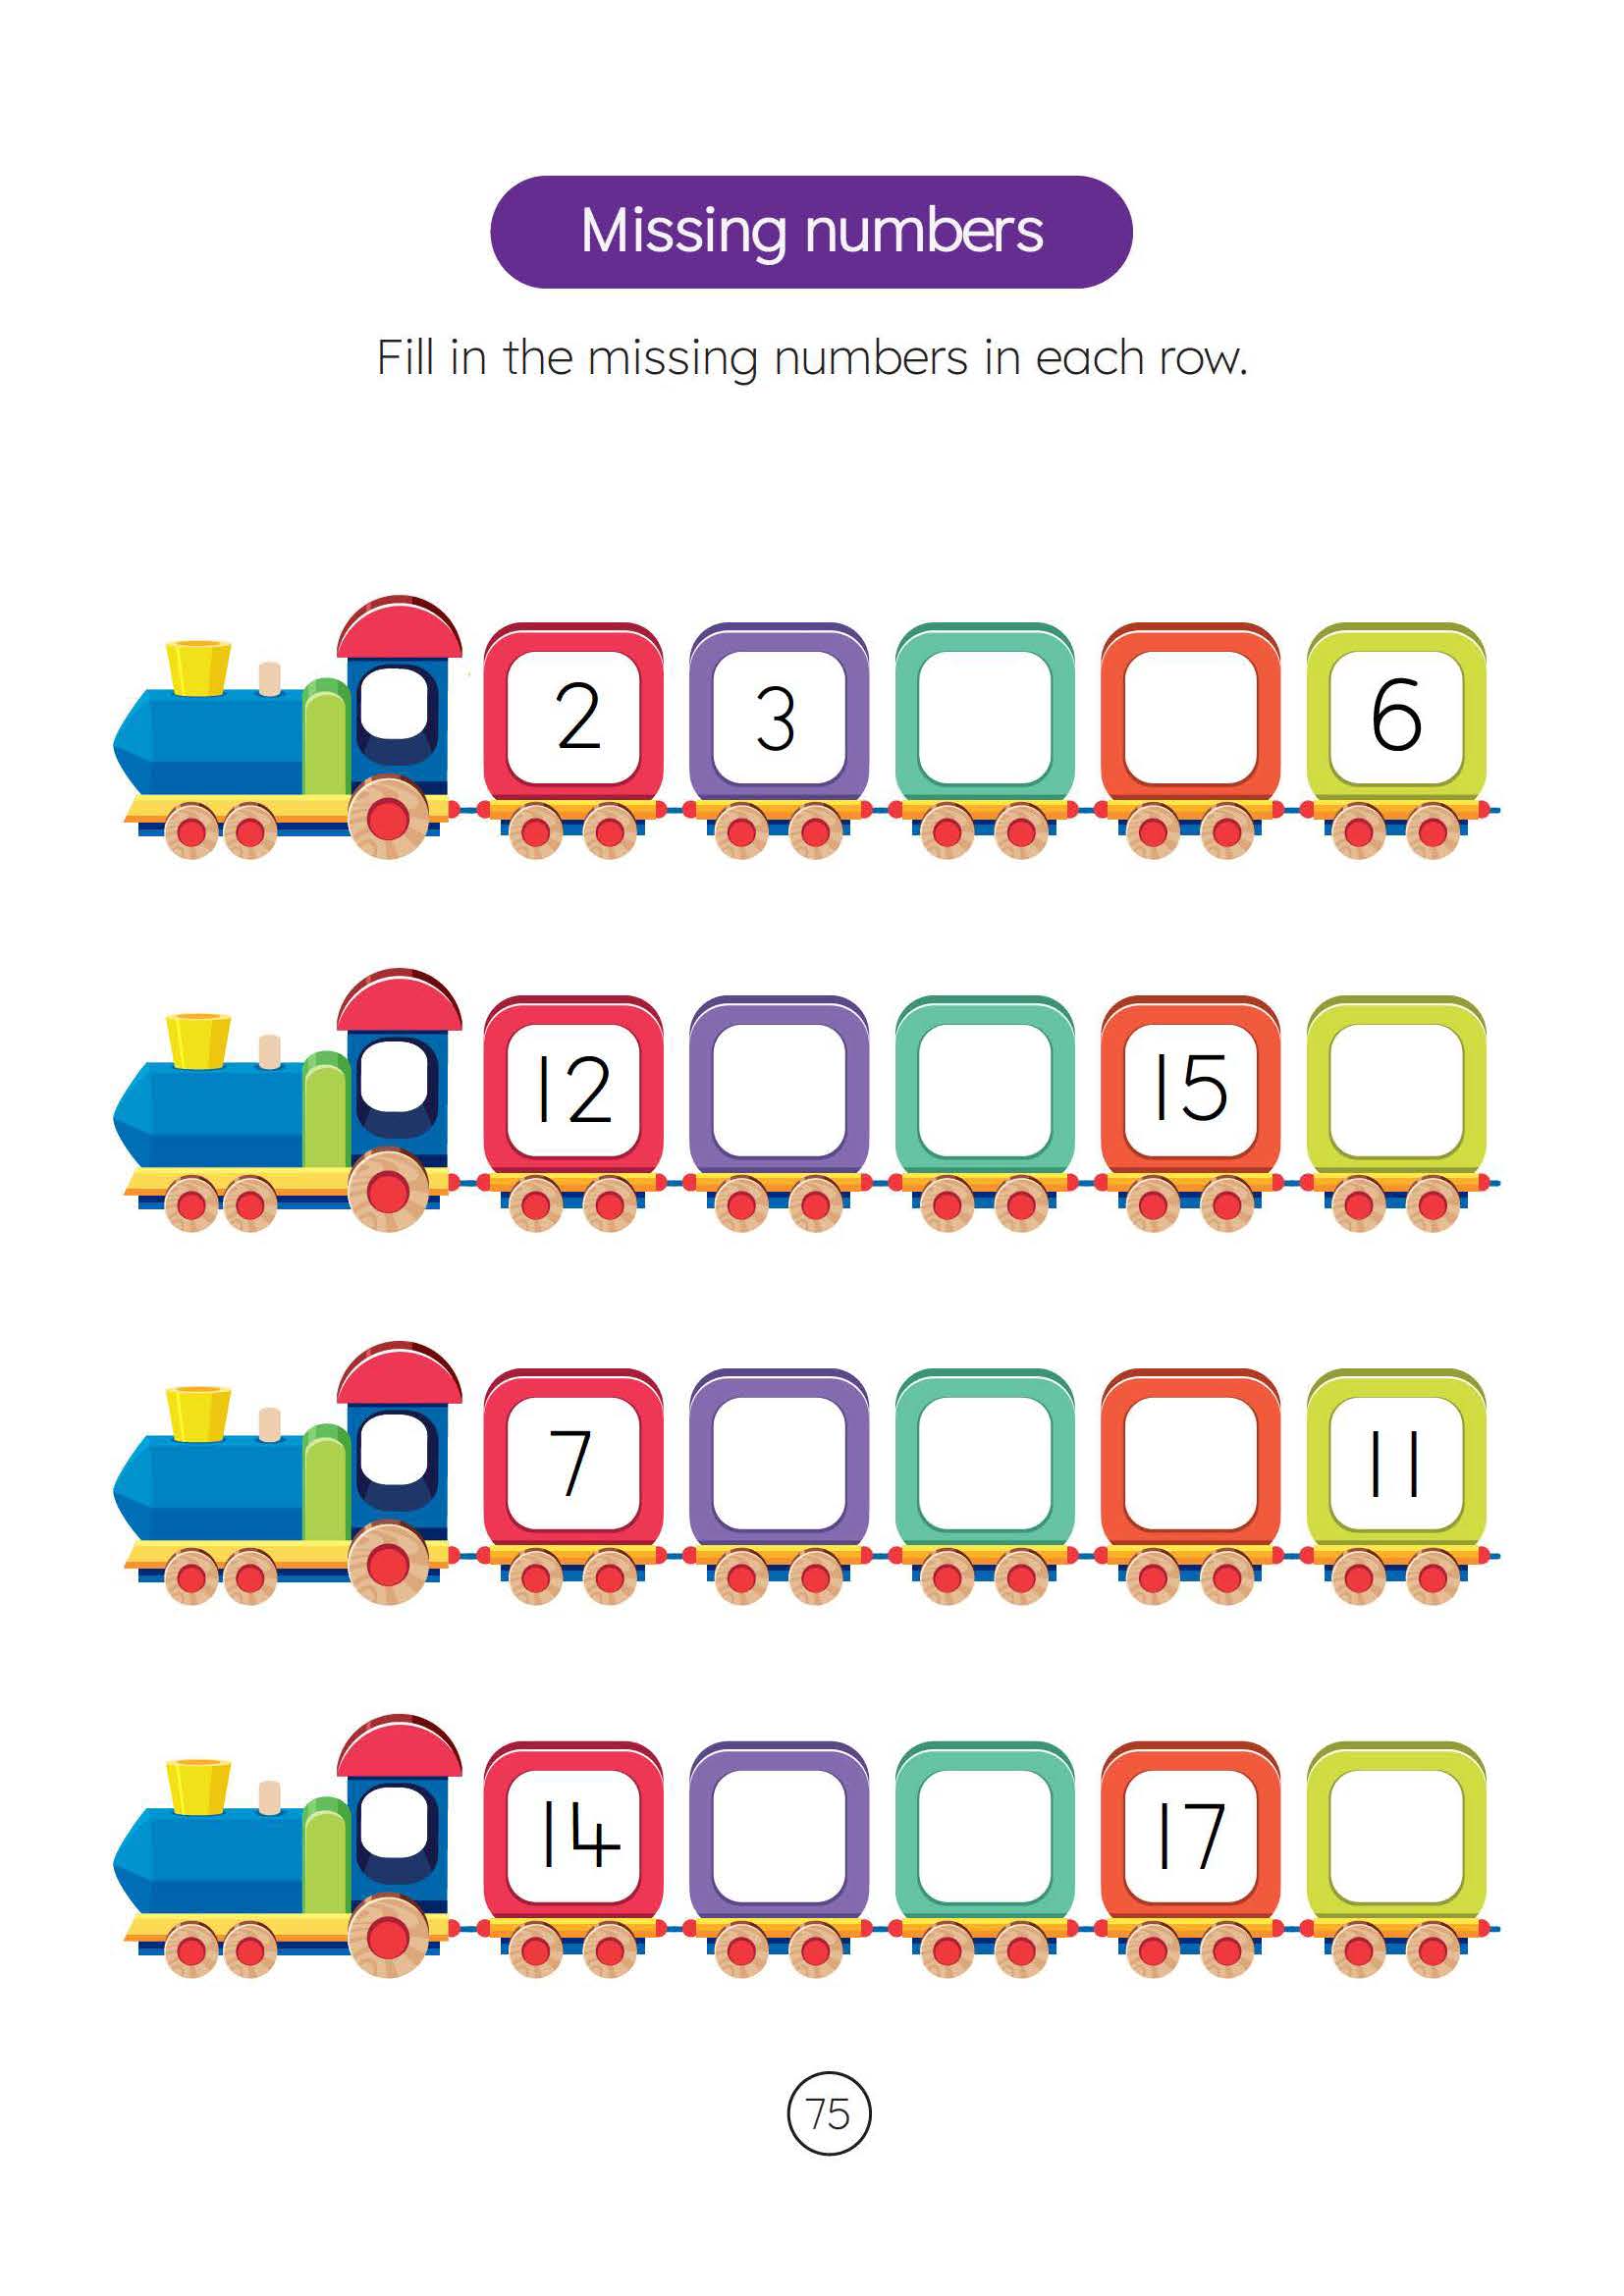 Missing numbers
Fill in the missing numbers in each row.
2 3 6
12 15
7 11
14 17
75